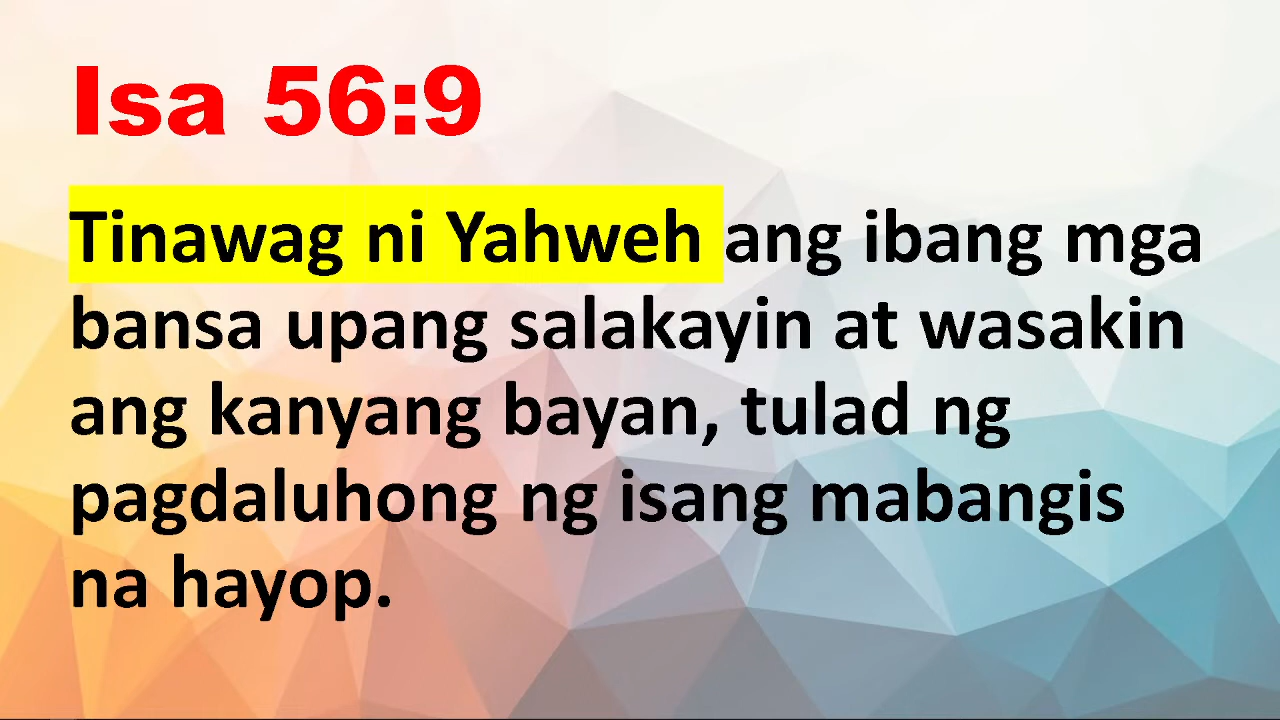 Isa 56:9
Tinawag ni Yahweh ang ibang mga
bansa upang salakayin at wasakin
ang kanyang bayan, tulad ng
pagdaluhong ng isang mabangis
na hayop.